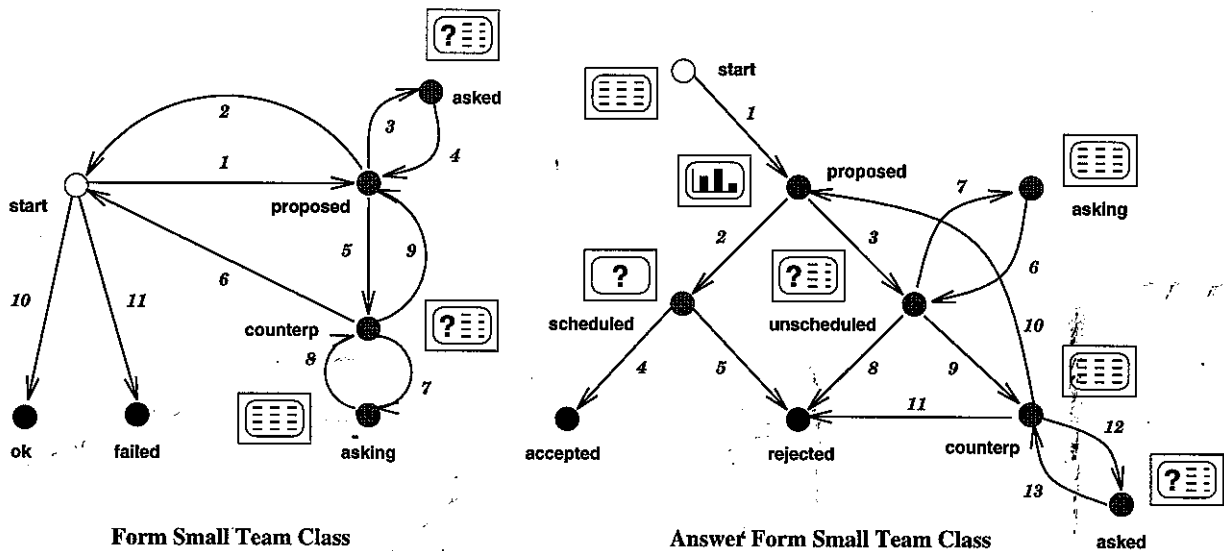 ?
asked
2
3
4
1
start
proposed
5
9
6
10
11
counterp
?
8
7
ok
failed
asking
Form Small Team Class
start
1
proposed
7
asking
2
3
6
?
?
scheduled
unscheduled
10
4
5
8
9
11
12
accepted
rejected
counterp
13
?
asked
Answer Form Small Team Class